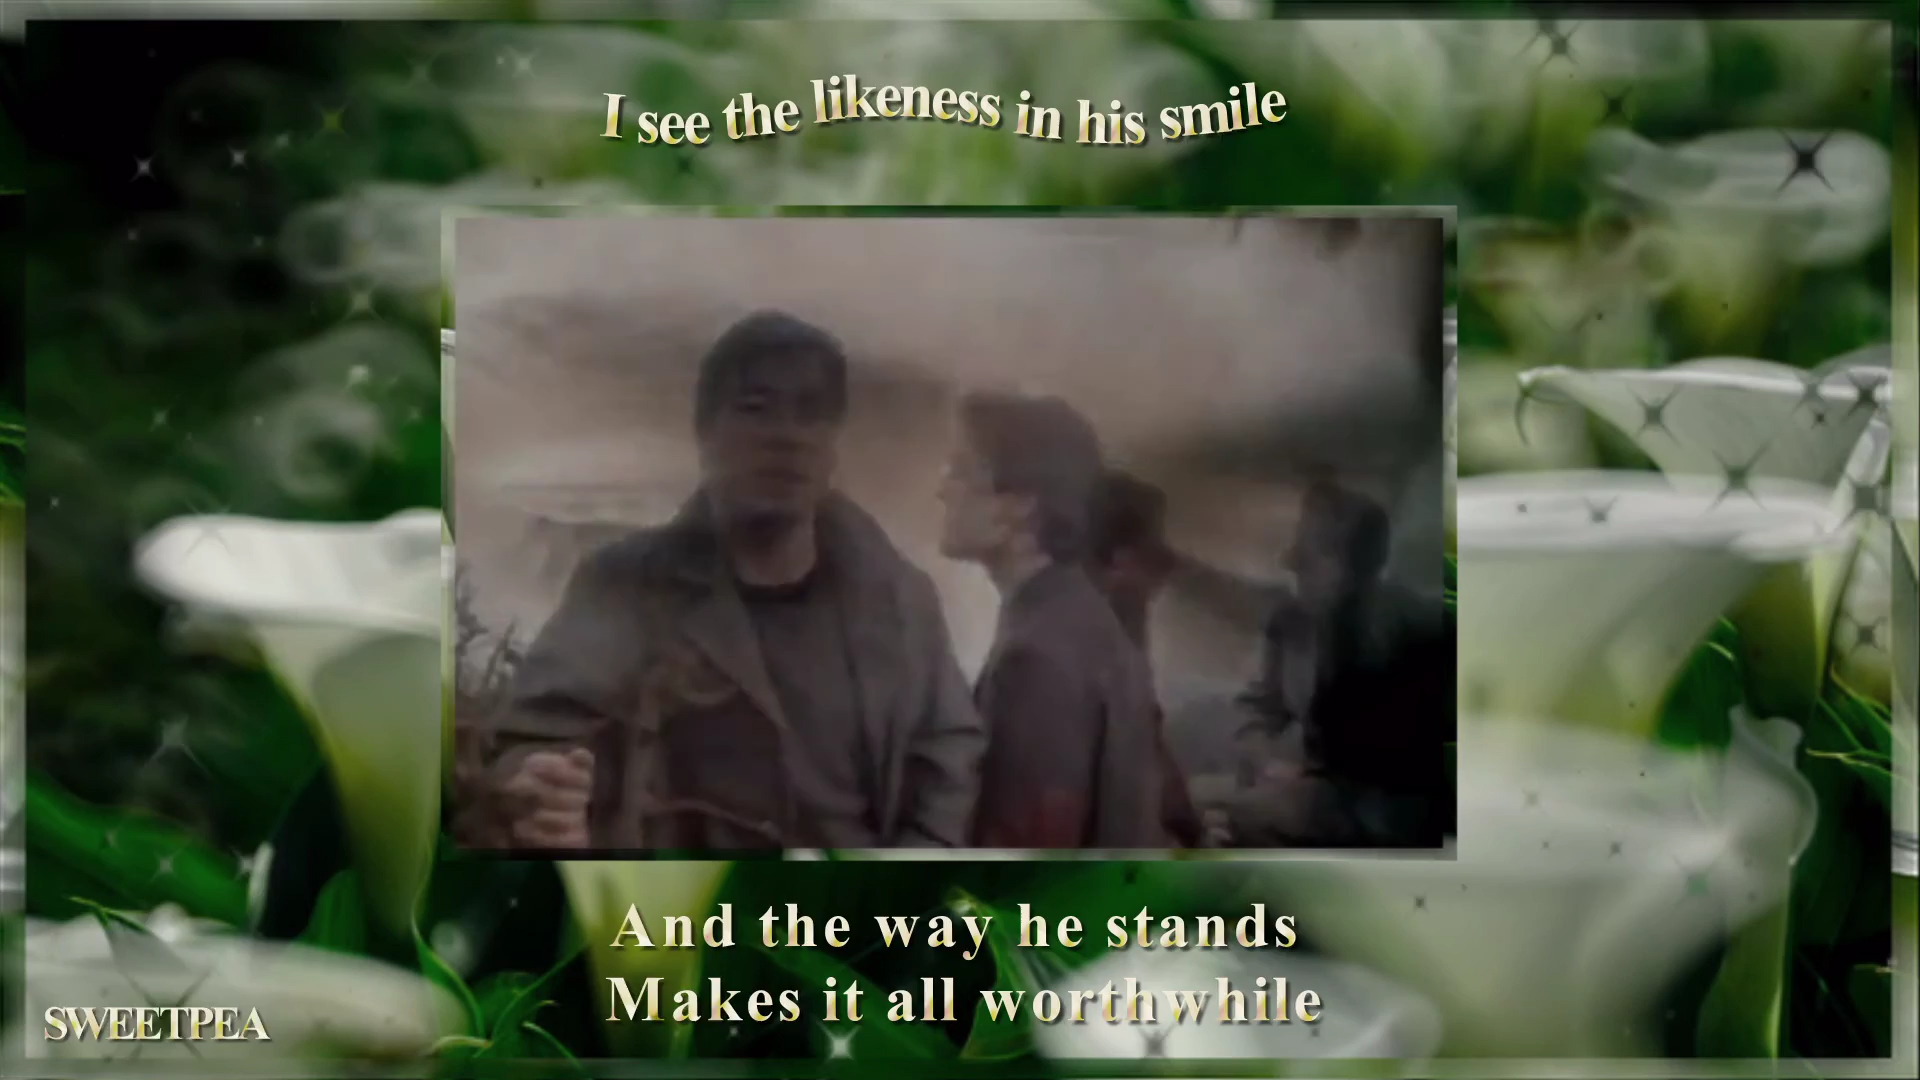 I see the likeness in his smile
And the way he stands
Makes it all worthwhile
SWEETPEA